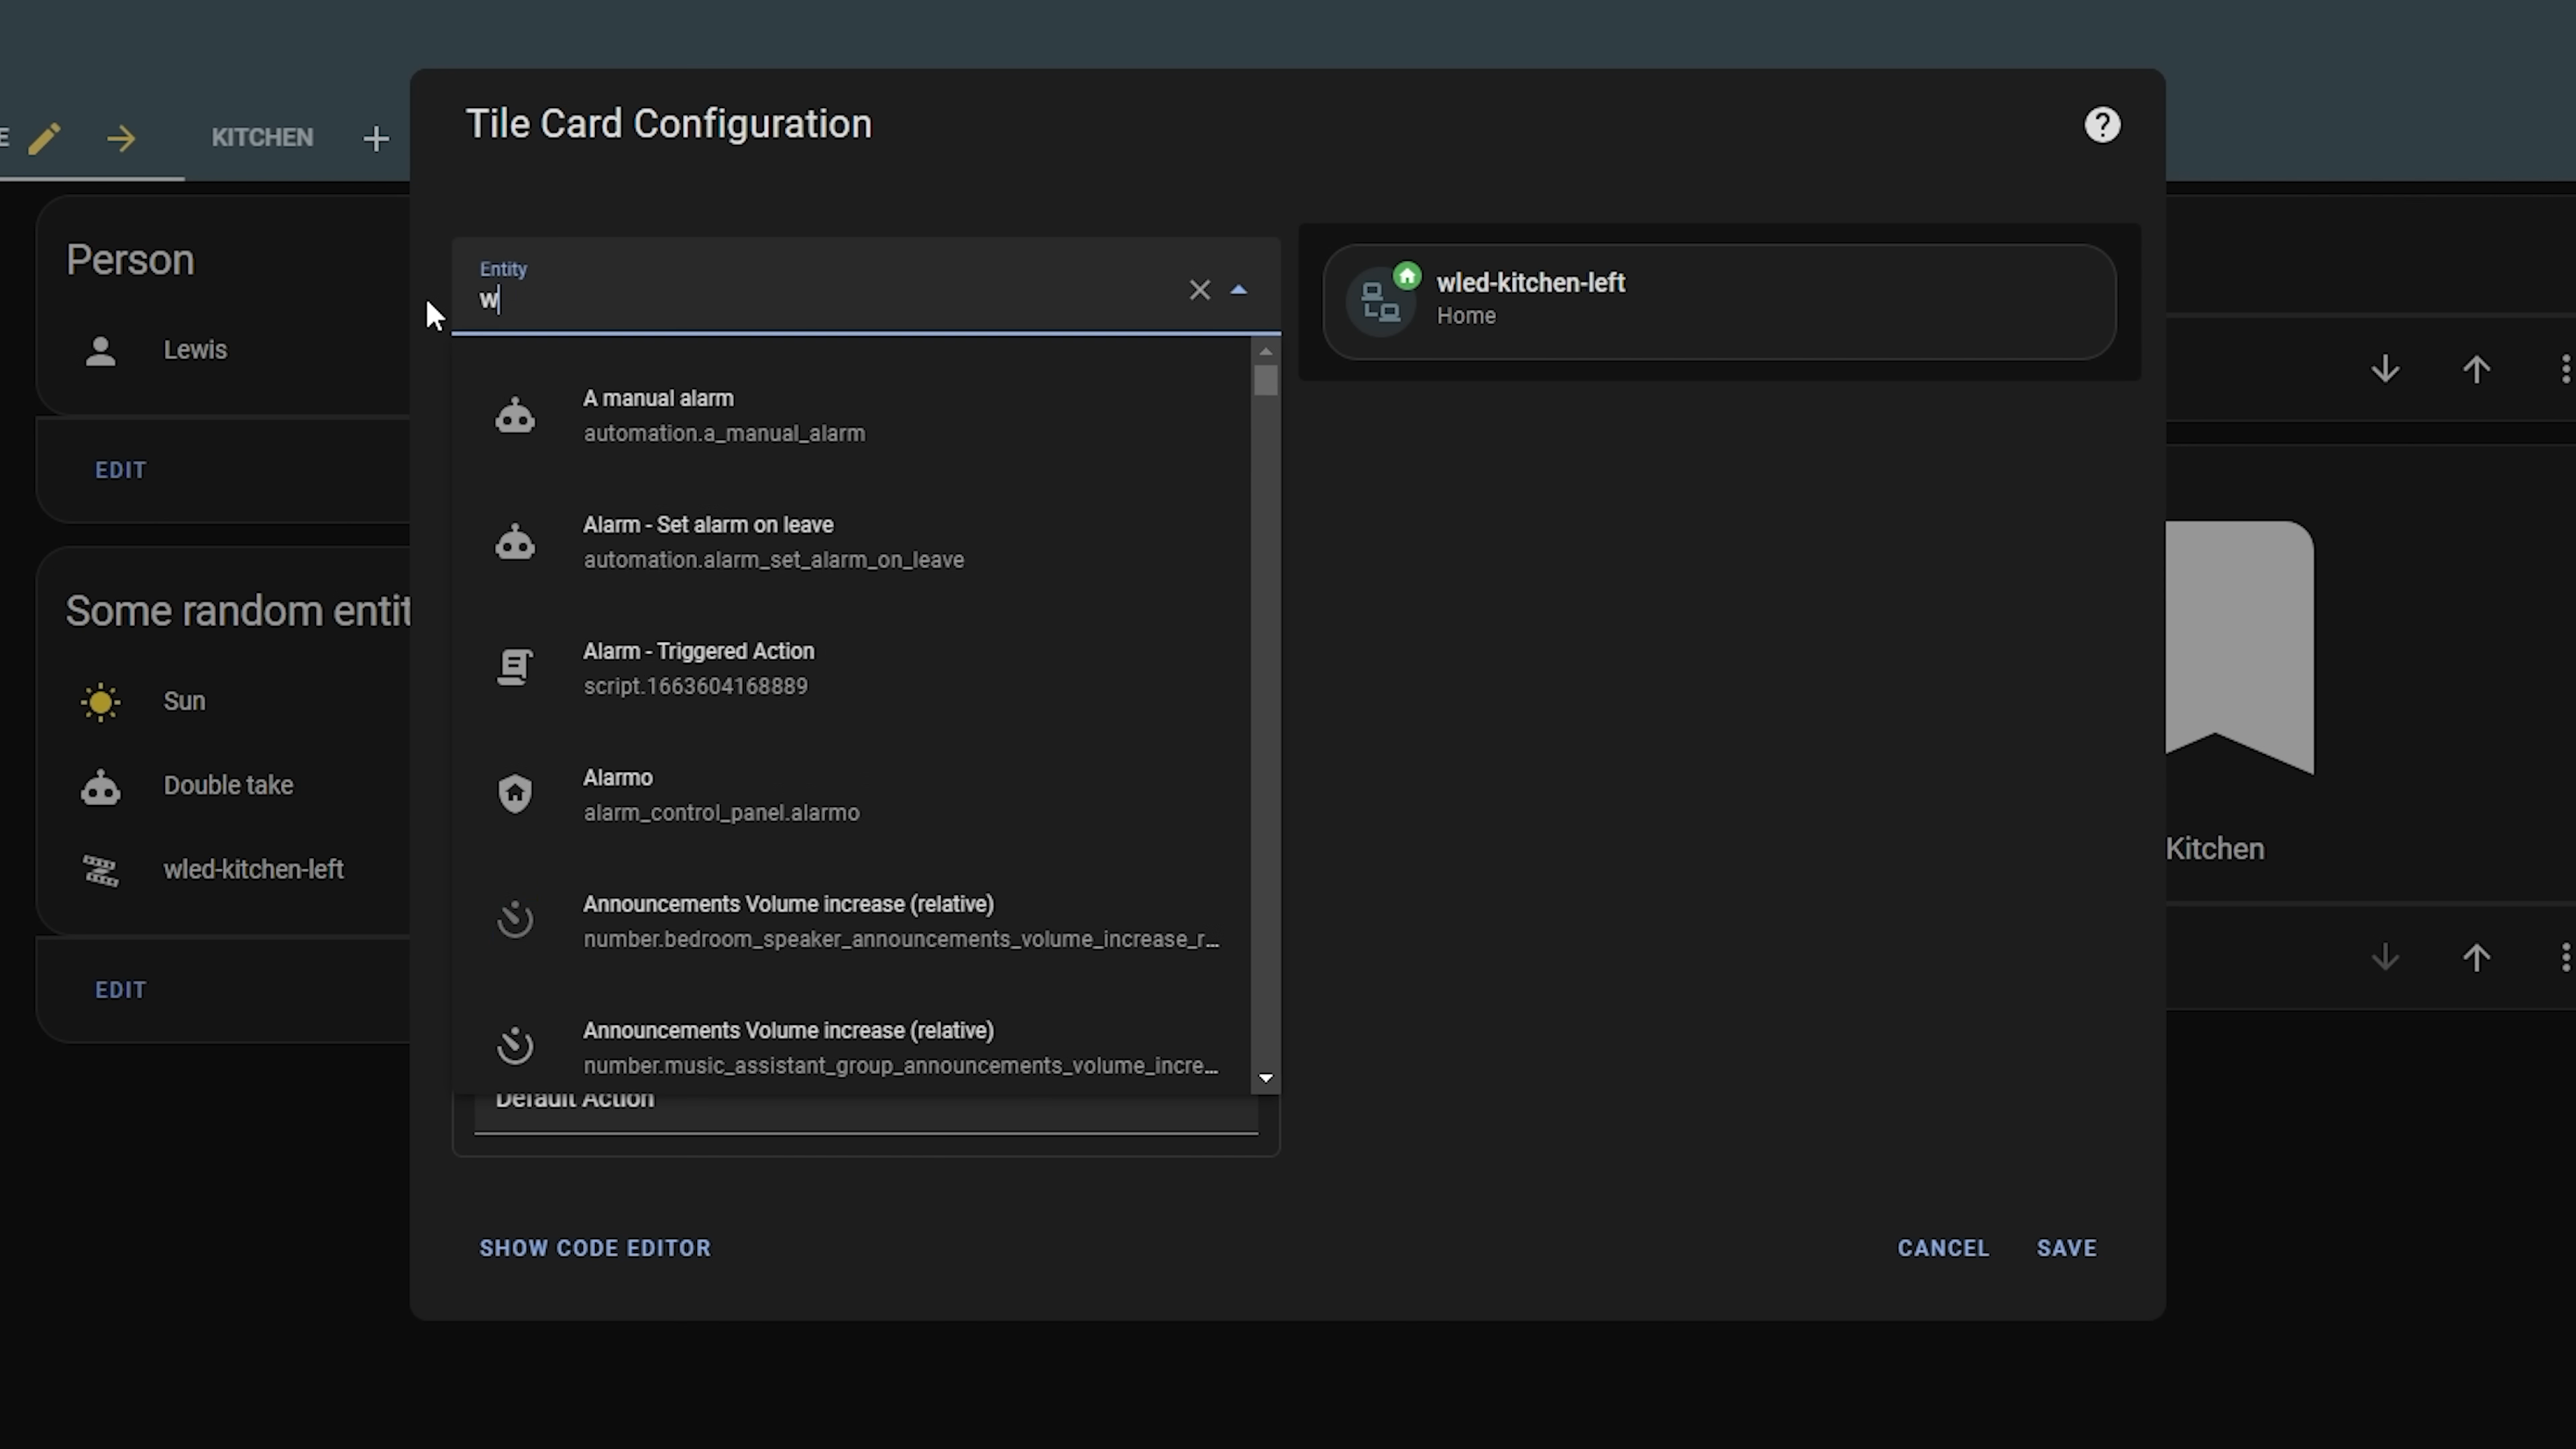 E
KITCHEN
Tile Card Configuration
Person
Lewis
EDIT
Some random entit
Sun
Double take
wled-kitchen-left
EDIT
Entity
w
A manual alarm
automation.a_manual_alarm
Alarm - Set alarm on leave
automation.alarm_set_alarm_on_leave
Alarm - Triggered Action
script.1663604168889
Alarmo
alarm_control_panel.alarmo
Announcements Volume increase (relative)
number.bedroom_speaker_announcements_volume_increase_r...
Announcements Volume increase (relative)
number.music_assistant_group_announcements_volume_incre...
Default Action
wled-kitchen-left
Home
Kitchen
SHOW CODE EDITOR
CANCEL
SAVE